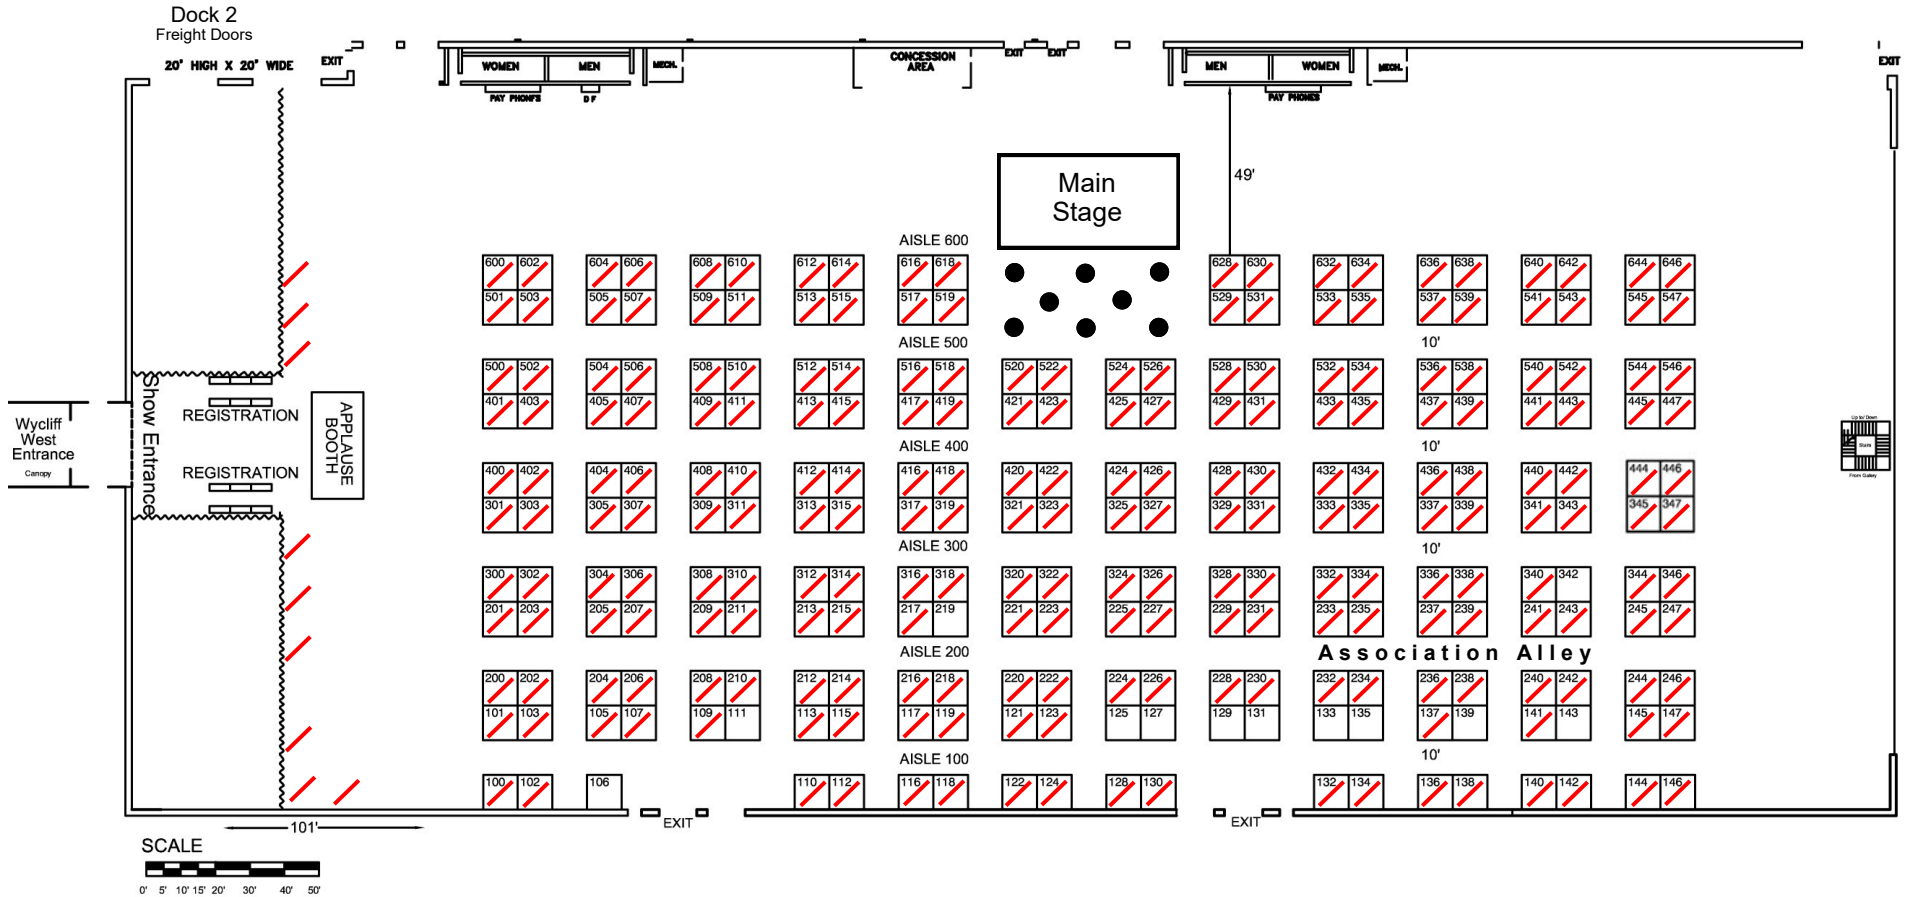 Dock 2
Freight Doors
20" HIGH X 20" WIDE
EXIT
WOMEN
MEN
MECH.
PAY PHONES
D F
CONCESSION
AREA
EXIT
EXIT
MEN
WOMEN
MECH.
PAY PHONES
EXIT
Main
Stage
49'
AISLE 600
600 602 604 606 608 610 612 614 616 618 628 630 632 634 636 638 640 642 644 646
501 503 505 507 509 511 513 515 517 519 529 531 533 535 537 539 541 543 545 547
AISLE 500
10'
500 502 504 506 508 510 512 514 516 518 520 522 524 526 528 530 532 534 536 538 540 542 544 546
401 403 405 407 409 411 413 415 417 419 421 423 425 427 429 431 433 435 437 439 441 443 445 447
AISLE 400
10'
400 402 404 406 408 410 412 414 416 418 420 422 424 426 428 430 432 434 436 438 440 442 444 446
301 303 305 307 309 311 313 315 317 319 321 323 325 327 329 331 333 335 337 339 341 343 345 347
AISLE 300
10'
300 302 304 306 308 310 312 314 316 318 320 322 324 326 328 330 332 334 336 338 340 342 344 346
201 203 205 207 209 211 213 215 217 219 221 223 225 227 229 231 233 235 237 239 241 243 245 247
AISLE 200
Association Alley
200 202 204 206 208 210 212 214 216 218 220 222 224 226 228 230 232 234 236 238 240 242 244 246
101 103 105 107 109 111 113 115 117 119 121 123 125 127 129 131 133 135 137 139 141 143 145 147
AISLE 100
10'
100 102 106 110 112 116 118 122 124 128 130 132 134 136 138 140 142 144 146
Show Entrance
REGISTRATION
REGISTRATION
APPLAUSE
BOOTH
Wycliff
West
Entrance
Canopy
Up to/ Down
Stairs
From Galley
EXIT
EXIT
101'
SCALE
0' 5' 10' 15' 20' 30' 40' 50'